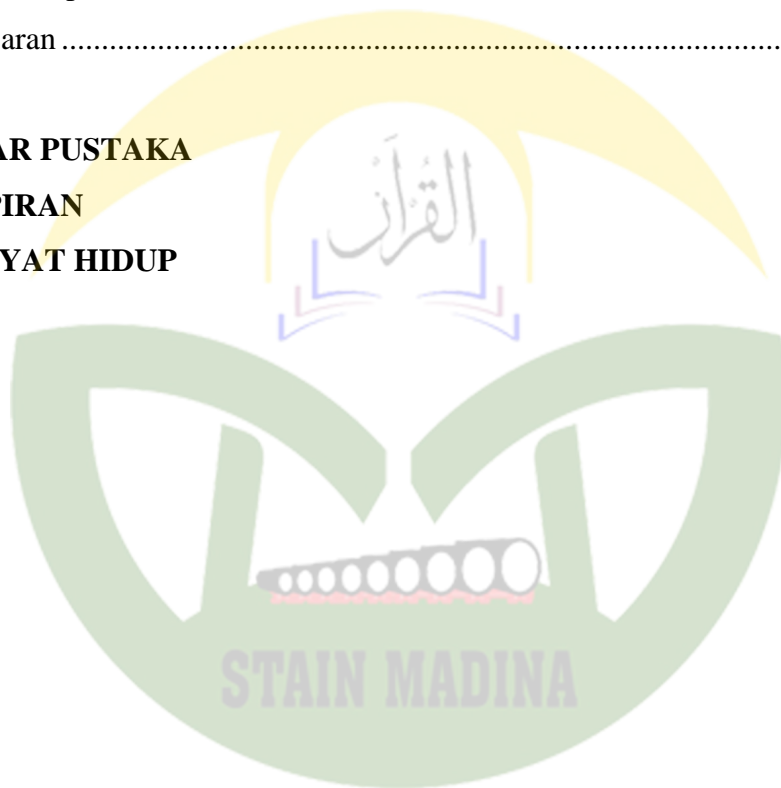 aran ..........................................................................................
AR PUSTAKA
PIRAN
YAT HIDUP
القرآن
STAIN MADINA